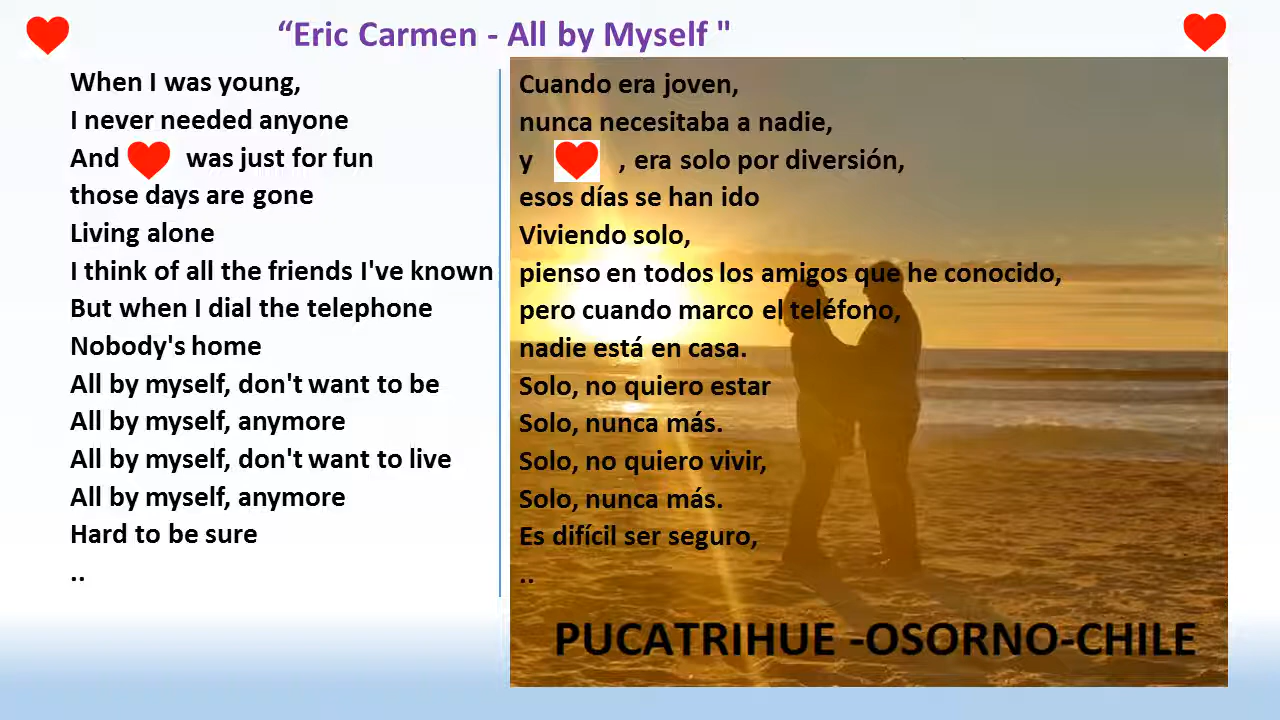 “Eric Carmen - All by Myself "
When I was young,
I never needed anyone
And ❤ was just for fun
those days are gone
Living alone
I think of all the friends I've known
But when I dial the telephone
Nobody's home
All by myself, don't want to be
All by myself, anymore
All by myself, don't want to live
All by myself, anymore
Hard to be sure
..
Cuando era joven,
nunca necesitaba a nadie,
y ❤ , era solo por diversión,
esos días se han ido
Viviendo solo,
pienso en todos los amigos que he conocido,
pero cuando marco el teléfono,
nadie está en casa.
Solo, no quiero estar
Solo, nunca más.
Solo, no quiero vivir,
Solo, nunca más.
Es difícil ser seguro,
..
PUCATRIHUE -OSORNO-CHILE